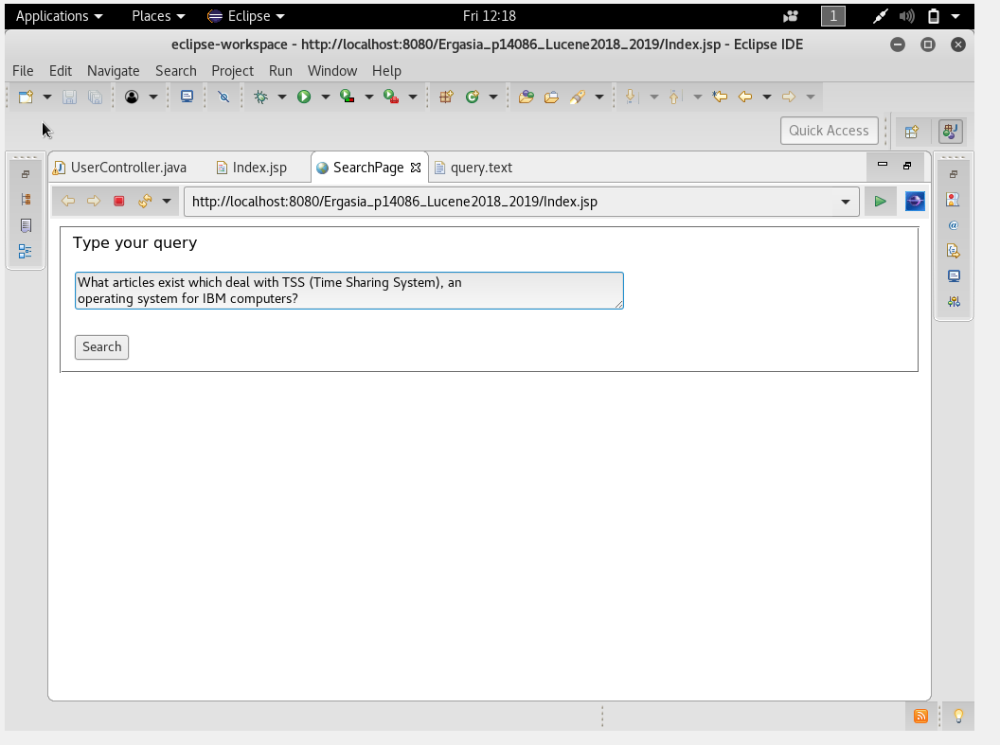 Applications Places Eclipse Fri 12:18 1
eclipse-workspace - http://localhost:8080/Ergasia_p14086_Lucene2018_2019/Index.jsp - Eclipse IDE
File Edit Navigate Search Project Run Window Help
Quick Access
UserController.java Index.jsp SearchPage query.text
http://localhost:8080/Ergasia_p14086_Lucene2018_2019/Index.jsp
Type your query
What articles exist which deal with TSS (Time Sharing System), an
operating system for IBM computers?
Search